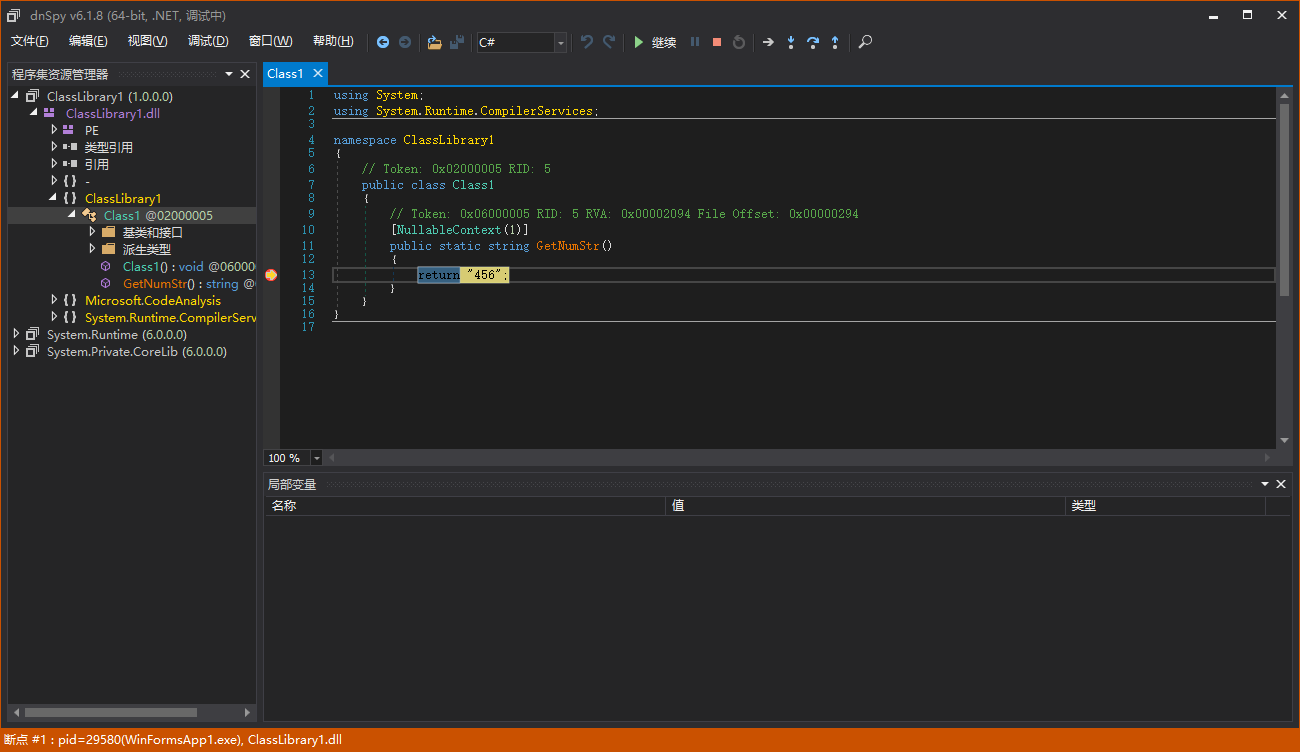 dnSpy v6.1.8 (64-bit, .NET, 调试中)
文件(F) 编辑(E) 视图(V) 调试(D) 窗口(W) 帮助(H) C# 继续
程序集资源管理器
ClassLibrary1 (1.0.0.0)
ClassLibrary1.dll
PE
类型引用
引用
{ } -
{ } ClassLibrary1
Class1 @02000005
基类和接口
派生类型
Class1() : void @06000
GetNumStr() : string @0
{ } Microsoft.CodeAnalysis
{ } System.Runtime.CompilerServ
System.Runtime (6.0.0.0)
System.Private.CoreLib (6.0.0.0)
Class1
1 using System;
2 using System.Runtime.CompilerServices;
3
4 namespace ClassLibrary1
5 {
6 // Token: 0x02000005 RID: 5
7 public class Class1
8 {
9 // Token: 0x06000005 RID: 5 RVA: 0x00002094 File Offset: 0x00000294
10 [NullableContext(1)]
11 public static string GetNumStr()
12 {
13 return "456";
14 }
15 }
16 }
17
100 %
局部变量
名称 值 类型
断点 #1 : pid=29580(WinFormsApp1.exe), ClassLibrary1.dll